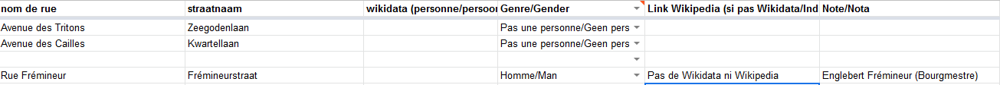 nom de rue straatnaam wikidata (personne/persoon Genre/Gender Link Wikipedia (si pas Wikidata/Ind Note/Nota
Avenue des Tritons Zeegodenlaan Pas une personne/Geen pers
Avenue des Cailles Kwartellaan Pas une personne/Geen pers
Rue Frémineur Frémineurstraat Homme/Man Pas de Wikidata ni Wikipedia Englebert Frémineur (Bourgmestre)